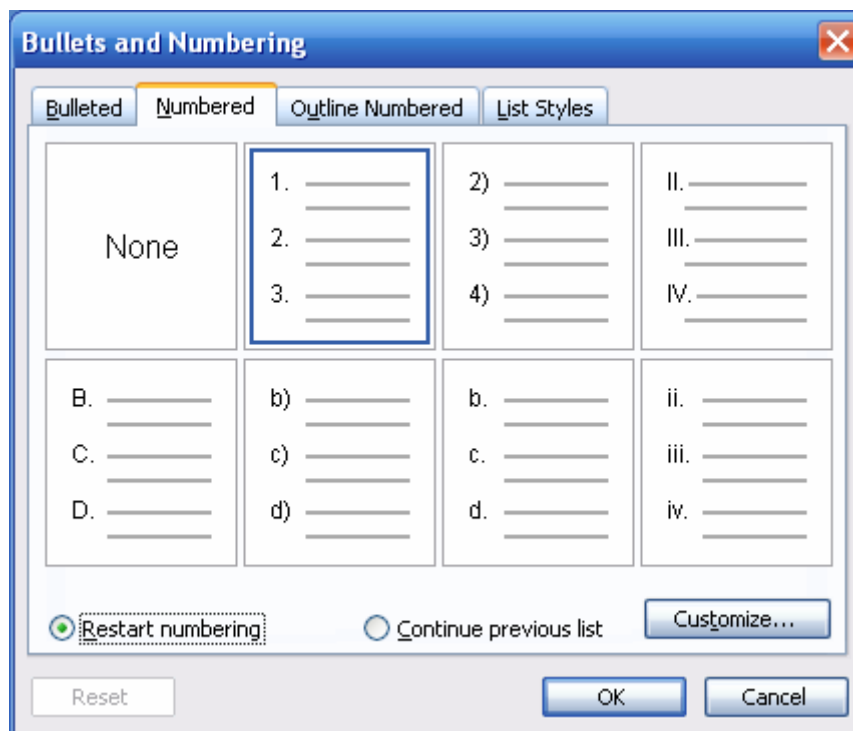 Bullets and Numbering
Bulleted Numbered Outline Numbered List Styles
None
1.
2.
3.
2)
3)
4)
II.
III.
IV.
B.
C.
D.
b)
c)
d)
b.
c.
d.
ii.
iii.
iv.
Restart numbering Continue previous list Customize...
Reset OK Cancel